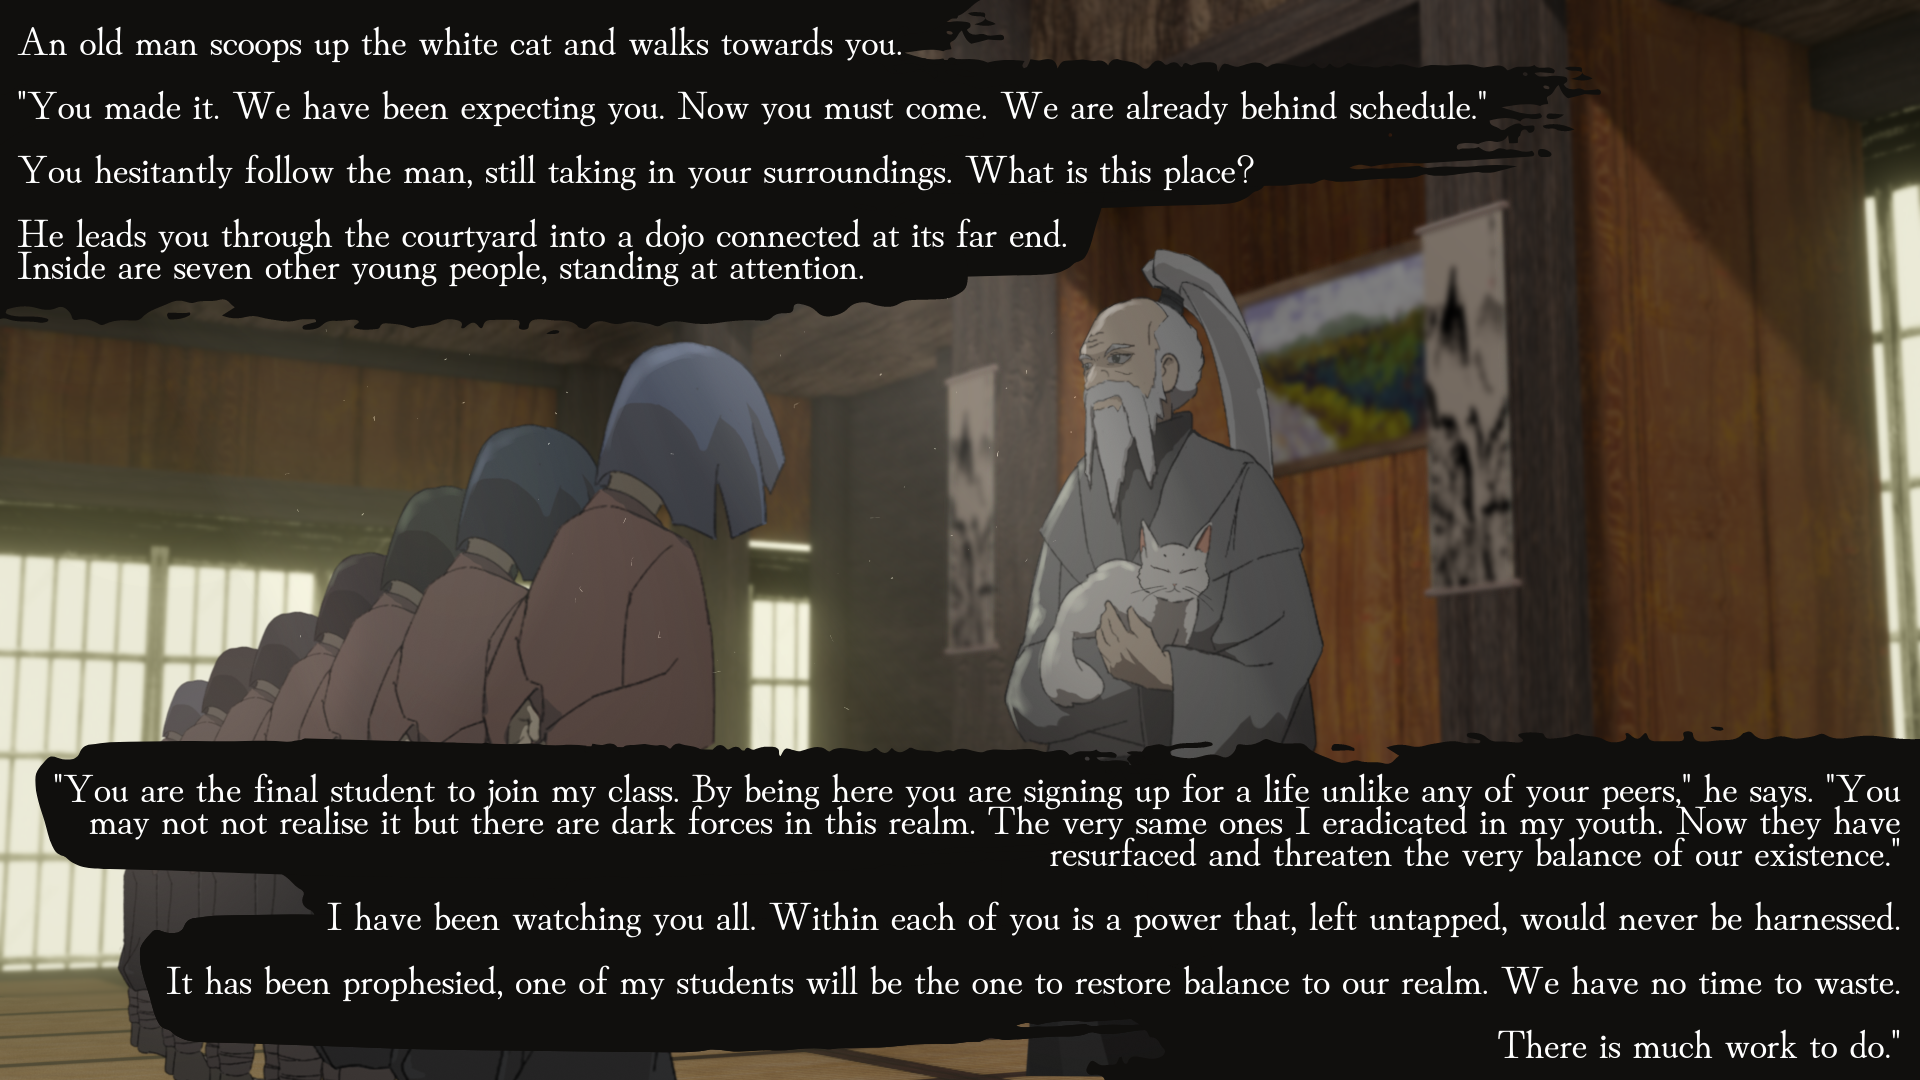 An old man scoops up the white cat and walks towards you.
"You made it. We have been expecting you. Now you must come. We are already behind schedule."
You hesitantly follow the man, still taking in your surroundings. What is this place?
He leads you through the courtyard into a dojo connected at its far end.
Inside are seven other young people, standing at attention.
"You are the final student to join my class. By being here you are signing up for a life unlike any of your peers," he says. "You
may not not realise it but there are dark forces in this realm. The very same ones I eradicated in my youth. Now they have
resurfaced and threaten the very balance of our existence."
I have been watching you all. Within each of you is a power that, left untapped, would never be harnessed.
It has been prophesied, one of my students will be the one to restore balance to our realm. We have no time to waste.
There is much work to do."